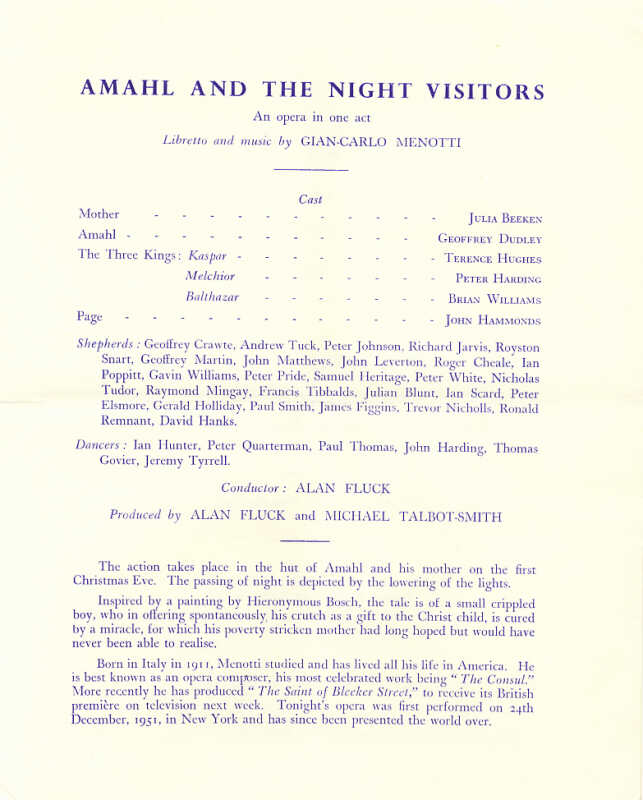 AMAHL AND THE NIGHT VISITORS
An opera in one act
Libretto and music by GIAN-CARLO MENOTTI
Cast
Mother - - - - - - - - - - - JULIA BEEKEN
Amahl - - - - - - - - - - - GEOFFREY DUDLEY
The Three Kings: Kaspar - - - - - - - - TERENCE HUGHES
Melchior - - - - - - - PETER HARDING
Balthazar - - - - - - - BRIAN WILLIAMS
Page - - - - - - - - - - - - JOHN HAMMONDS
Shepherds: Geoffrey Crawte, Andrew Tuck, Peter Johnson, Richard Jarvis, Royston
Snart, Geoffrey Martin, John Matthews, John Leverton, Roger Cheale, Ian
Poppitt, Gavin Williams, Peter Pride, Samuel Heritage, Peter White, Nicholas
Tudor, Raymond Mingay, Francis Tibbalds, Julian Blunt, Ian Scard, Peter
Elsmore, Gerald Holliday, Paul Smith, James Figgins, Trevor Nicholls, Ronald
Remnant, David Hanks.
Dancers: Ian Hunter, Peter Quarterman, Paul Thomas, John Harding, Thomas
Govier, Jeremy Tyrrell.
Conductor: ALAN FLUCK
Produced by ALAN FLUCK and MICHAEL TALBOT-SMITH
The action takes place in the hut of Amahl and his mother on the first
Christmas Eve. The passing of night is depicted by the lowering of the lights.
Inspired by a painting by Hieronymous Bosch, the tale is of a small crippled
boy, who in offering spontaneously his crutch as a gift to the Christ child, is cured
by a miracle, for which his poverty stricken mother had long hoped but would have
never been able to realise.
Born in Italy in 1911, Menotti studied and has lived all his life in America. He
is best known as an opera composer, his most celebrated work being “The Consul.”
More recently he has produced “The Saint of Bleeker Street,” to receive its British
première on television next week. Tonight's opera was first performed on 24th
December, 1951, in New York and has since been presented the world over.